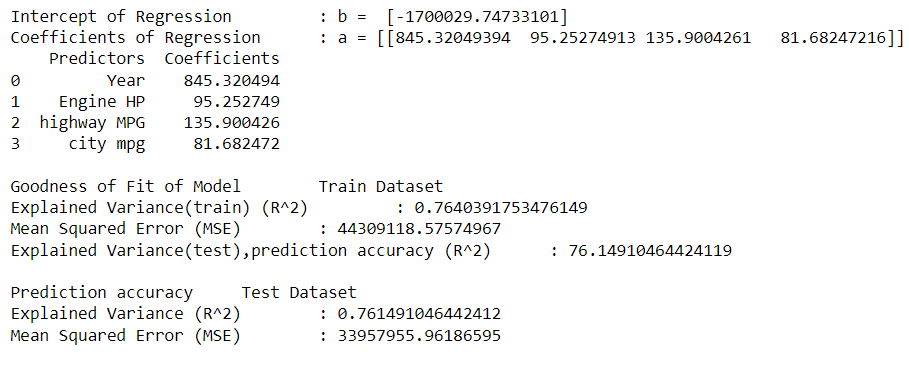 Intercept of Regression : b = [-1700029.74733101]
Coefficients of Regression : a = [[845.32049394 95.25274913 135.9004261 81.68247216]]
Predictors Coefficients
0 Year 845.320494
1 Engine HP 95.252749
2 highway MPG 135.900426
3 city mpg 81.682472
Goodness of Fit of Model Train Dataset
Explained Variance(train) (R^2) : 0.7640391753476149
Mean Squared Error (MSE) : 44309118.57574967
Explained Variance(test),prediction accuracy (R^2) : 76.14910464424119
Prediction accuracy Test Dataset
Explained Variance (R^2) : 0.761491046442412
Mean Squared Error (MSE) : 33957955.96186595